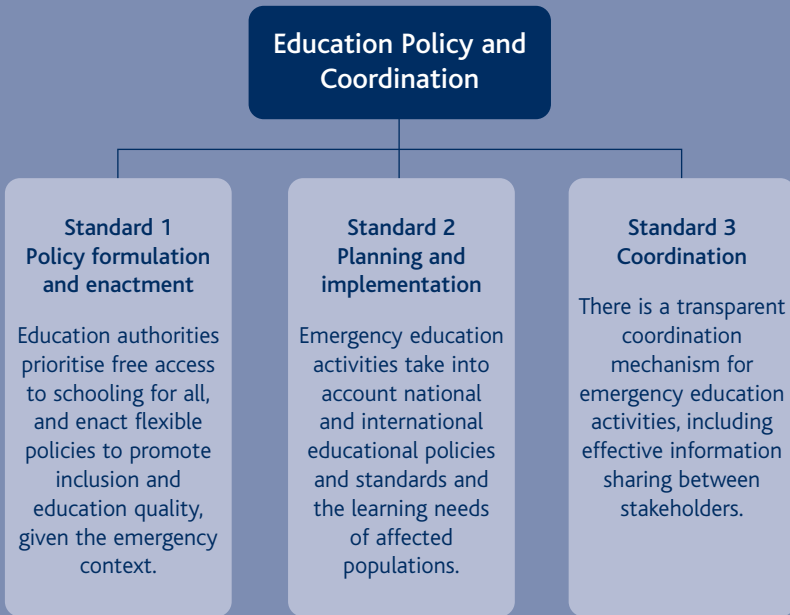 Education Policy and
Coordination
Standard 1
Policy formulation
and enactment
Education authorities
prioritise free access
to schooling for all,
and enact flexible
policies to promote
inclusion and
education quality,
given the emergency
context.
Standard 2
Planning and
implementation
Emergency education
activities take into
account national
and international
educational policies
and standards and
the learning needs
of affected
populations.
Standard 3
Coordination
There is a transparent
coordination
mechanism for
emergency education
activities, including
effective information
sharing between
stakeholders.